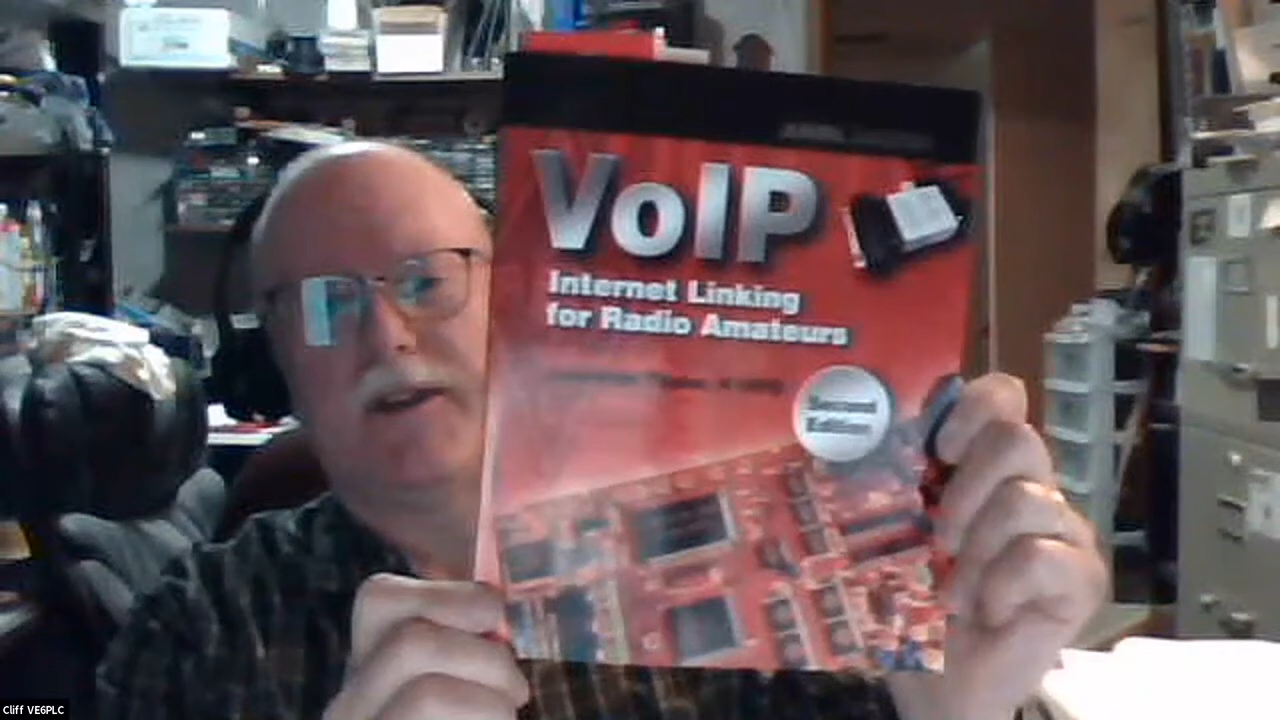 VoIP
Internet Linking
for Radio Amateurs
Second
Edition
Cliff VE6PLC